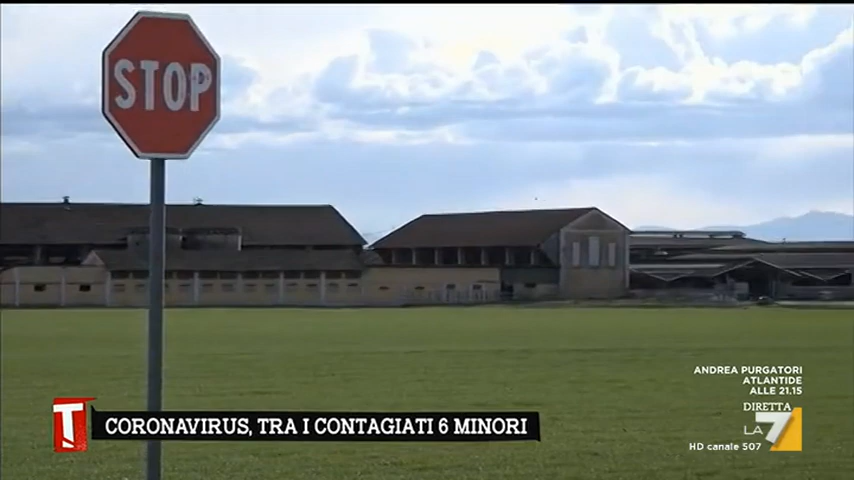 STOP
ANDREA PURGATORI
ATLANTIDE
ALLE 21.15
DIRETTA
LA7
HD canale 507
T CORONAVIRUS, TRA I CONTAGIATI 6 MINORI